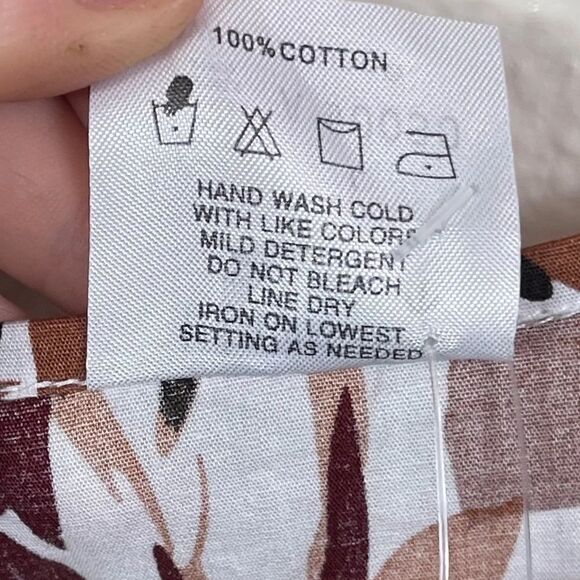 100%COTTON
HAND WASH COLD
WITH LIKE COLORS
MILD DETERGENT
DO NOT BLEACH
LINE DRY
IRON ON LOWEST
SETTING AS NEEDED